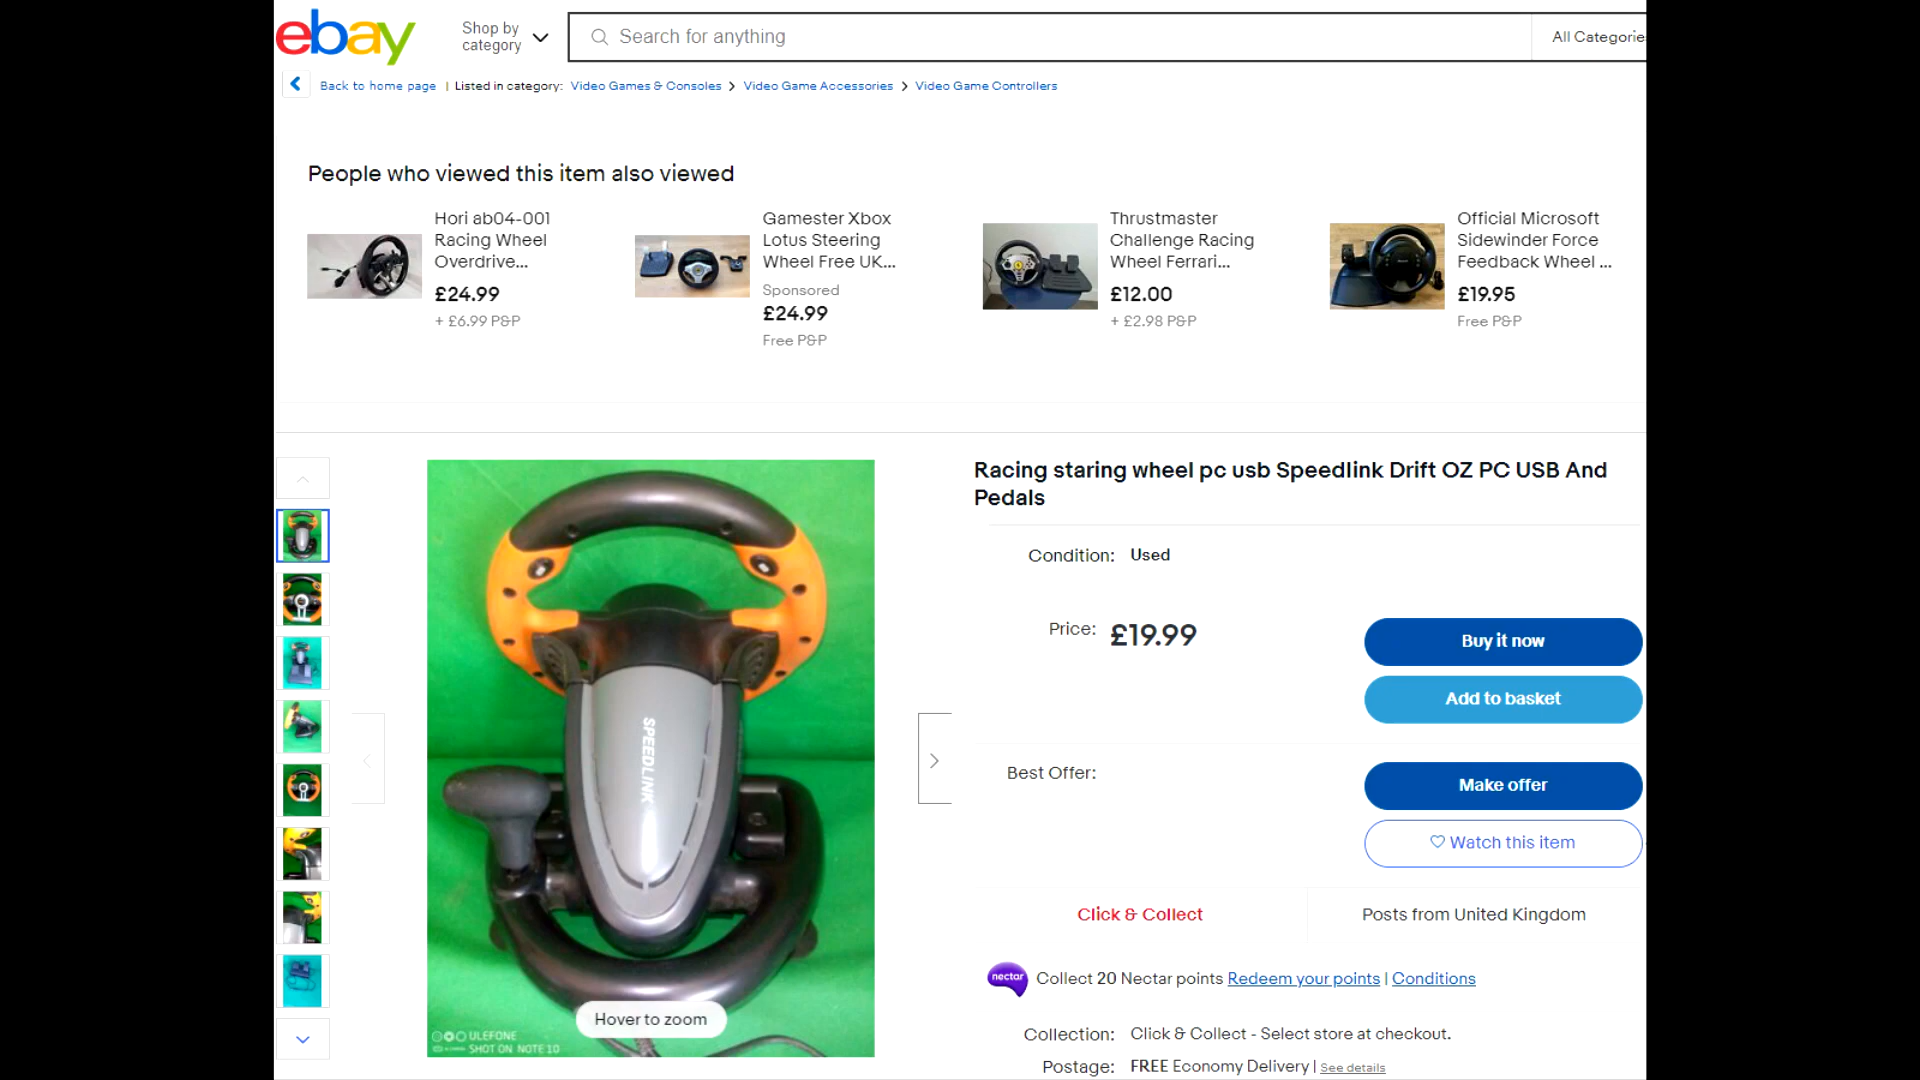 ebay
Shop by
category
Search for anything
All Categorie
Back to home page | Listed in category: Video Games & Consoles > Video Game Accessories > Video Game Controllers
People who viewed this item also viewed
Hori ab04-001
Racing Wheel
Overdrive...
£24.99
+ £6.99 P&P
Gamester Xbox
Lotus Steering
Wheel Free UK...
Sponsored
£24.99
Free P&P
Thrustmaster
Challenge Racing
Wheel Ferrari...
£12.00
+ £2.98 P&P
Official Microsoft
Sidewinder Force
Feedback Wheel ...
£19.95
Free P&P
SPEEDLINK
Hover to zoom
ULEFONE
SHOT ON NOTE 10
Racing staring wheel pc usb Speedlink Drift OZ PC USB And
Pedals
Condition: Used
Price: £19.99
Buy it now
Add to basket
Best Offer:
Make offer
Watch this item
Click & Collect
Posts from United Kingdom
nectar
Collect 20 Nectar points Redeem your points | Conditions
Collection: Click & Collect - Select store at checkout.
Postage: FREE Economy Delivery | See details